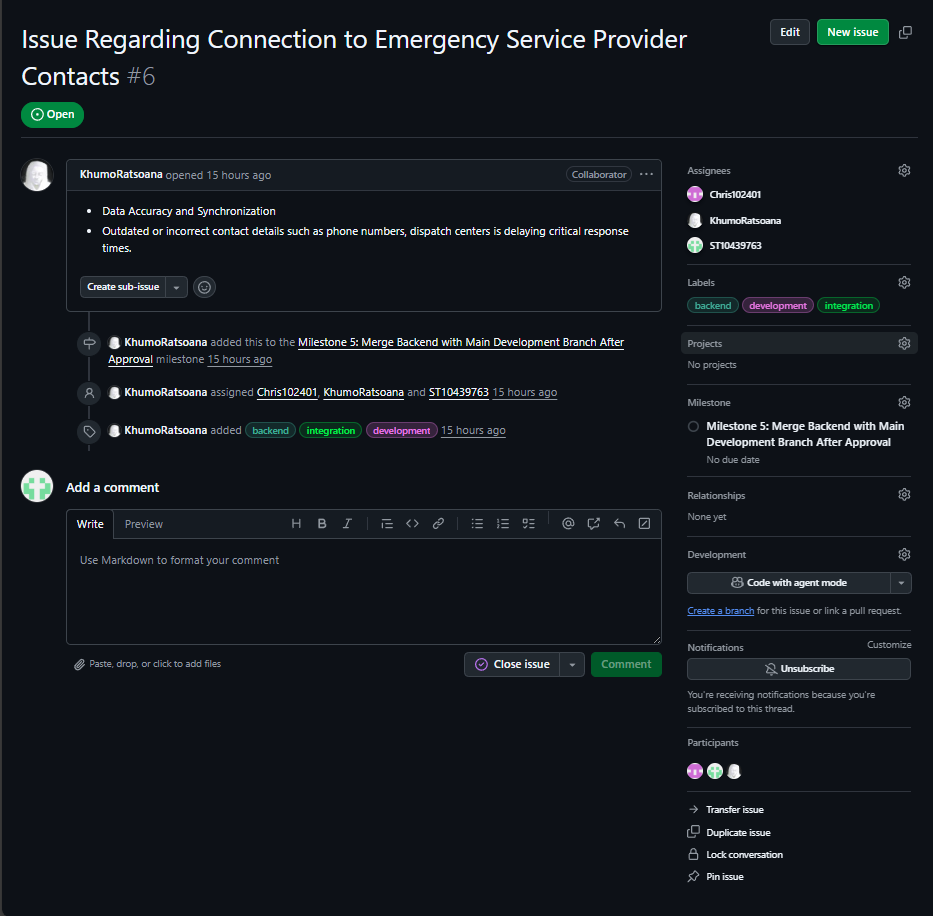 Issue Regarding Connection to Emergency Service Provider
Contacts #6
Edit
New issue
Open
KhumoRatsoana opened 15 hours ago
Collaborator
• Data Accuracy and Synchronization
• Outdated or incorrect contact details such as phone numbers, dispatch centers is delaying critical response
times.
Create sub-issue
KhumoRatsoana added this to the Milestone 5: Merge Backend with Main Development Branch After
Approval milestone 15 hours ago
KhumoRatsoana assigned Chris102401, KhumoRatsoana and ST10439763 15 hours ago
KhumoRatsoana added backend integration development 15 hours ago
Add a comment
Write Preview
H B I
Use Markdown to format your comment
Paste, drop, or click to add files
Close issue
Comment
Assignees
Chris102401
KhumoRatsoana
ST10439763
Labels
backend development integration
Projects
No projects
Milestone
Milestone 5: Merge Backend with Main
Development Branch After Approval
No due date
Relationships
None yet
Development
Code with agent mode
Create a branch for this issue or link a pull request.
Notifications Customize
Unsubscribe
You're receiving notifications because you're
subscribed to this thread.
Participants
Transfer issue
Duplicate issue
Lock conversation
Pin issue